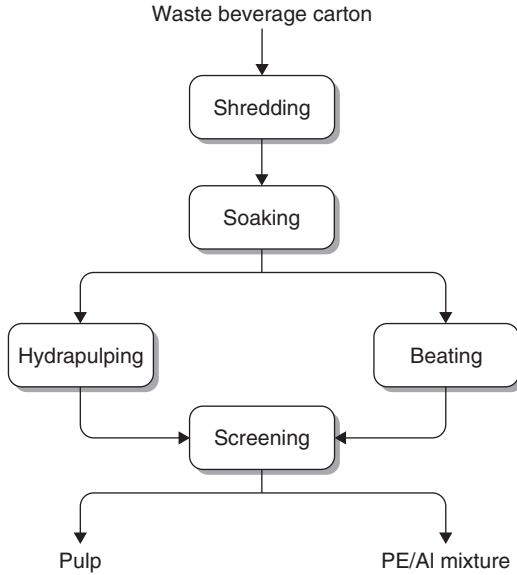 Waste beverage carton
Shredding
Soaking
Hydrapulping
Beating
Screening
Pulp
PE/Al mixture